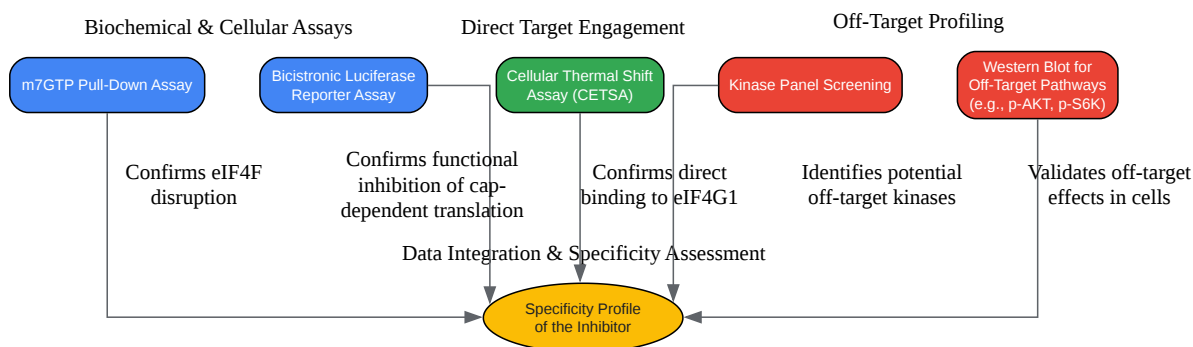 Biochemical & Cellular Assays
Direct Target Engagement
Off-Target Profiling
m7GTP Pull-Down Assay
Bicistronic Luciferase
Reporter Assay
Cellular Thermal Shift
Assay (CETSA)
Kinase Panel Screening
Western Blot for
Off-Target Pathways
(e.g., p-AKT, p-S6K)
Confirms eIF4F
disruption
Confirms functional
inhibition of cap-
dependent translation
Confirms direct
binding to eIF4G1
Identifies potential
off-target kinases
Validates off-target
effects in cells
Data Integration & Specificity Assessment
Specificity Profile
of the Inhibitor